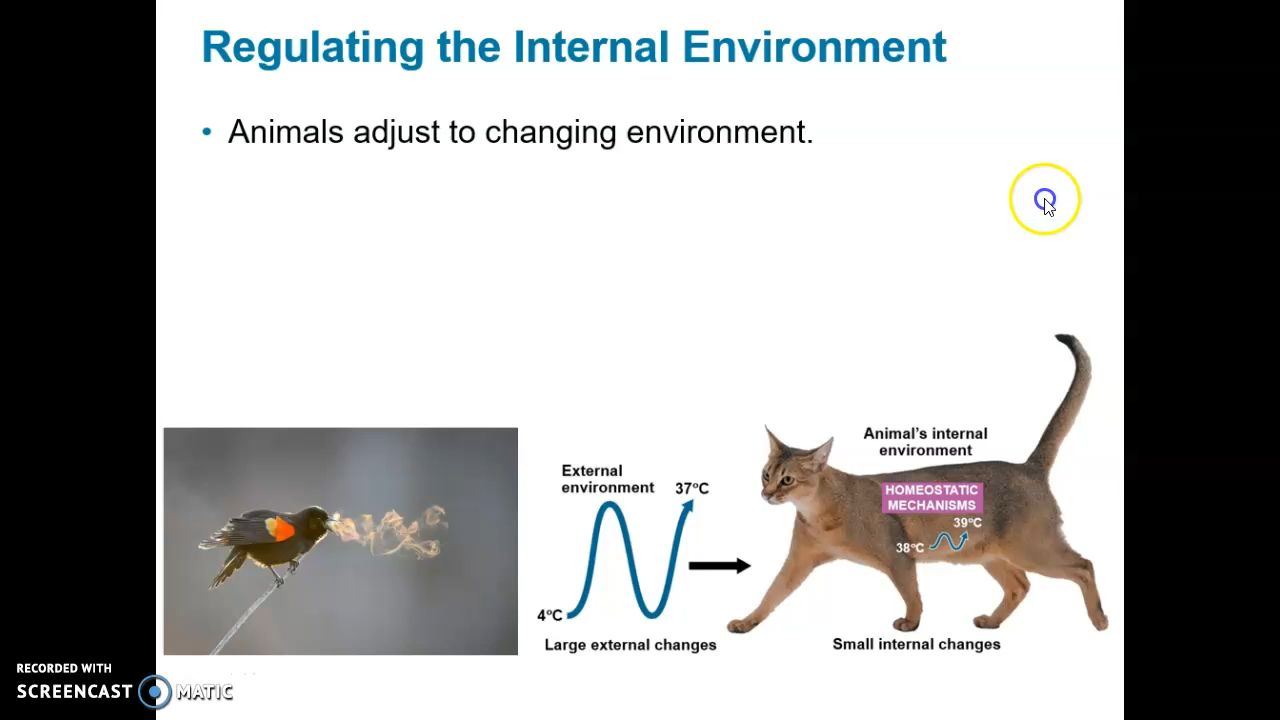 Regulating the Internal Environment
• Animals adjust to changing environment.
External
environment
37°C
4°C
Large external changes
Animal's internal
environment
HOMEOSTATIC
MECHANISMS
39°C
38°C
Small internal changes
RECORDED WITH
SCREENCAST MATIC